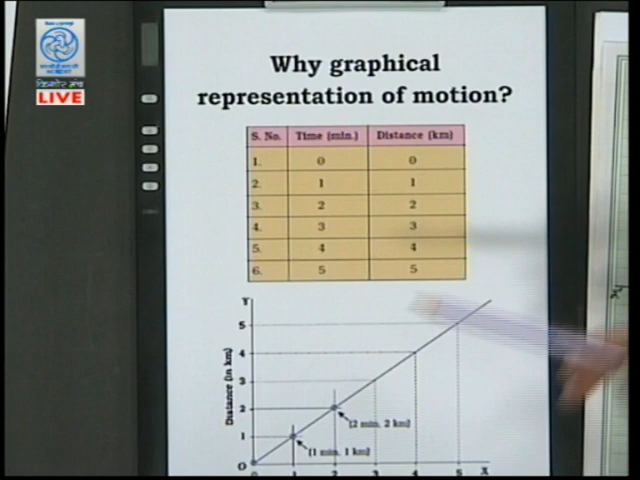 LIVE
Why graphical
representation of motion?
S. No. Time (min.) Distance (km)
1. 0 0
2. 1 1
3. 2 2
4. 3 3
5. 4 4
6. 5 5
Y
5
4
Distance (in km)
3
2
(2 min, 2 km)
1
(1 min, 1 km)
O
0 1 2 3 4 5 X